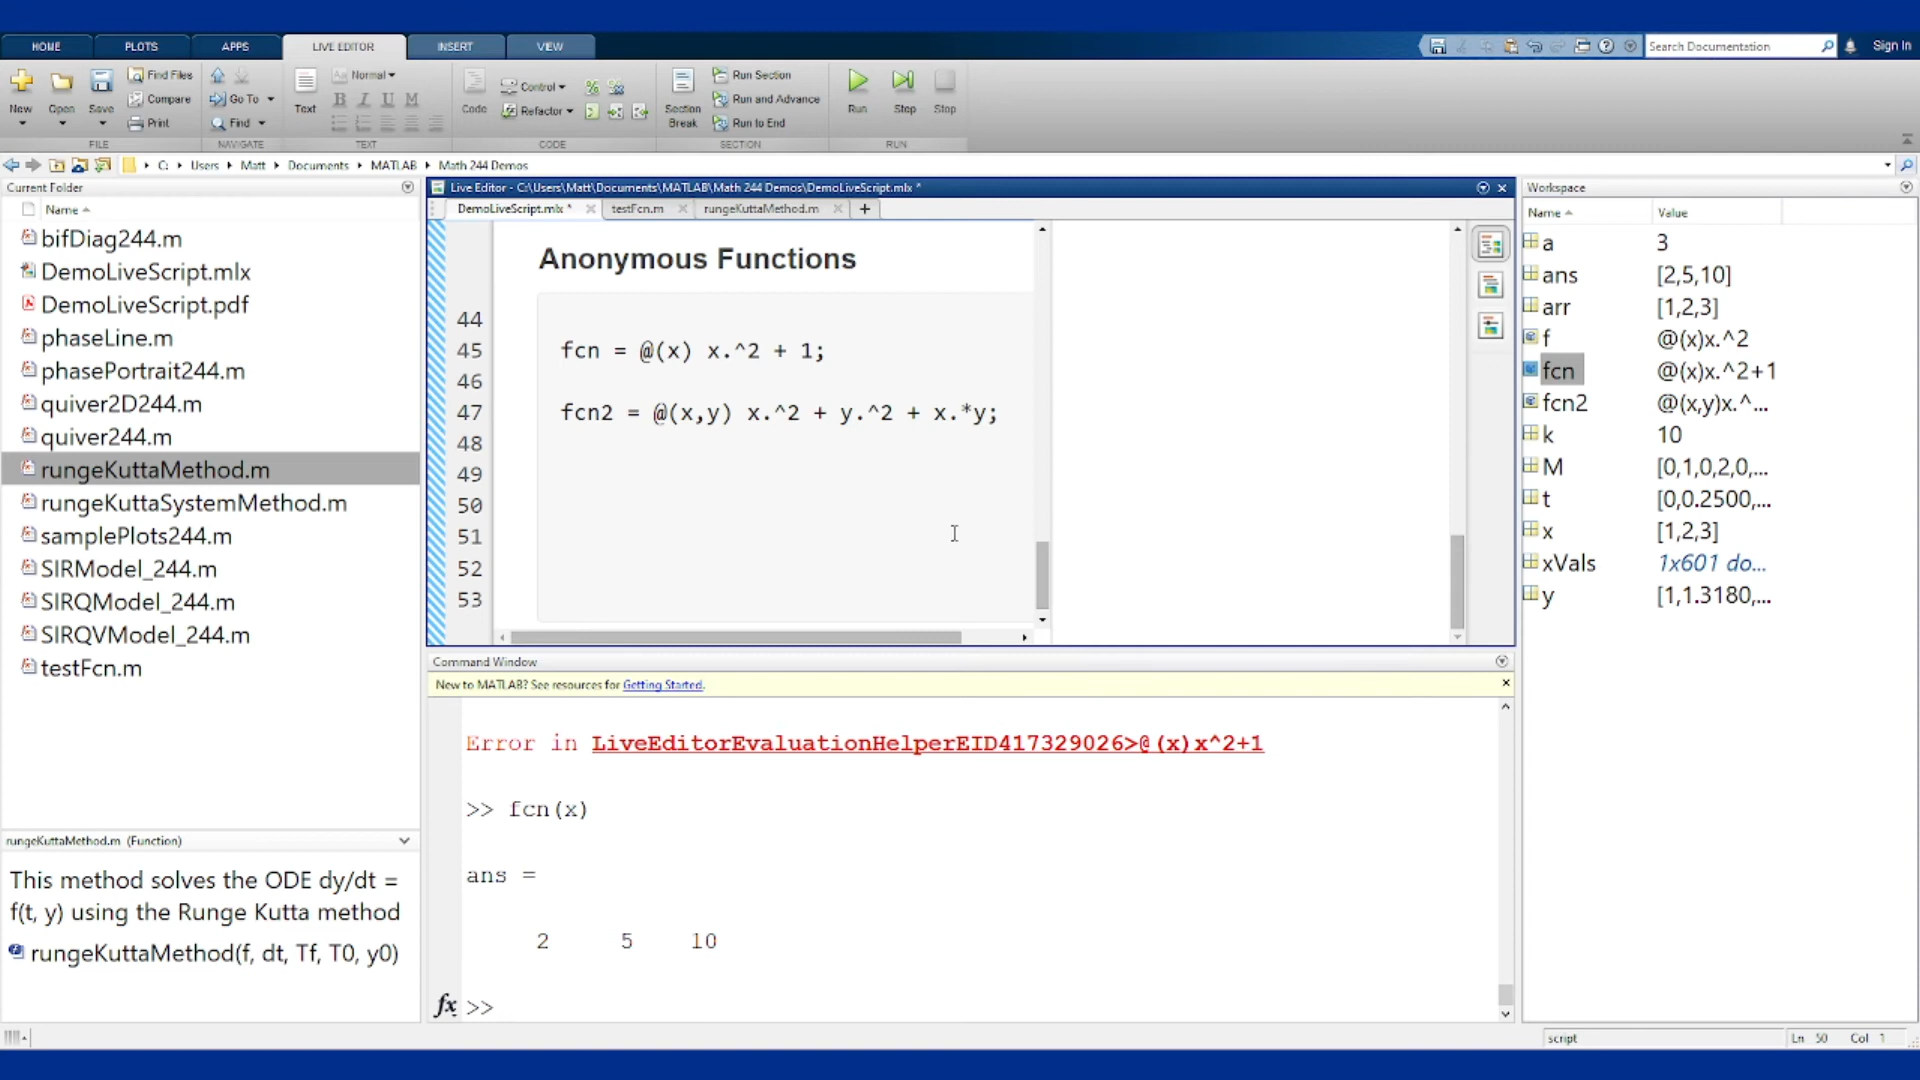 HOME PLOTS APPS LIVE EDITOR INSERT VIEW Search Documentation Sign In
New Open Save Find Files Compare Print Go To Find Text Aa Normal B I U M Code Control Refactor Section Break Run Section Run and Advance Run to End Run Step Stop
FILE NAVIGATE TEXT CODE SECTION RUN
C: Users Matt Documents MATLAB Math 244 Demos
Current Folder
Name
bifDiag244.m
DemoLiveScript.mlx
DemoLiveScript.pdf
phaseLine.m
phasePortrait244.m
quiver2D244.m
quiver244.m
rungeKuttaMethod.m
rungeKuttaSystemMethod.m
samplePlots244.m
SIRModel_244.m
SIRQModel_244.m
SIRQVModel_244.m
testFcn.m
rungeKuttaMethod.m (Function)
This method solves the ODE dy/dt =
f(t, y) using the Runge Kutta method
rungeKuttaMethod(f, dt, Tf, T0, y0)
Live Editor - C:\Users\Matt\Documents\MATLAB\Math 244 Demos\DemoLiveScript.mlx *
DemoLiveScript.mlx * testFcn.m rungeKuttaMethod.m +
Anonymous Functions
44
45 fcn = @(x) x.^2 + 1;
46
47 fcn2 = @(x,y) x.^2 + y.^2 + x.*y;
48
49
50
51
52
53
Command Window
New to MATLAB? See resources for Getting Started.
Error in LiveEditorEvaluationHelperEID417329026>@(x)x^2+1
>> fcn(x)
ans =
2 5 10
fx >>
Workspace
Name Value
a 3
ans [2,5,10]
arr [1,2,3]
f @(x)x.^2
fcn @(x)x.^2+1
fcn2 @(x,y)x.^...
k 10
M [0,1,0,2,0,...
t [0,0.2500,...
x [1,2,3]
xVals 1x601 do...
y [1,1.3180,...
script Ln 50 Col 1